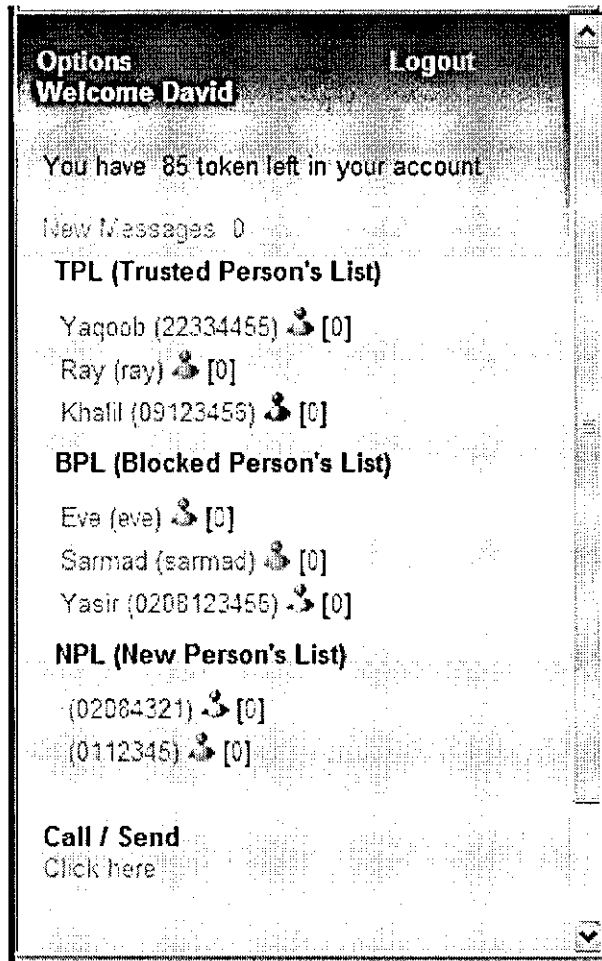 Options Logout
Welcome David
You have 85 token left in your account
New Messages 0
TPL (Trusted Person's List)
Yaqoob (22334455) [0]
Ray (ray) [0]
Khalil (09123456) [0]
BPL (Blocked Person's List)
Eve (eve) [0]
Sarmad (sarmad) [0]
Yasir (0208123456) [0]
NPL (New Person's List)
(02084321) [0]
(0112345) [0]
Call / Send
Click here